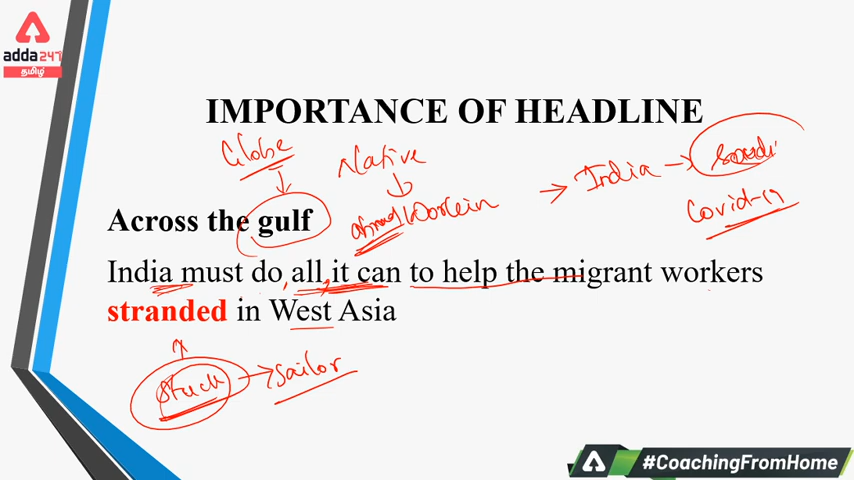 adda247
தமிழ்
IMPORTANCE OF HEADLINE
Globe
Native
India
Saudi
Covid-19
Across the gulf
India must do all it can to help the migrant workers
stranded in West Asia
Stuck
Sailor
#CoachingFromHome